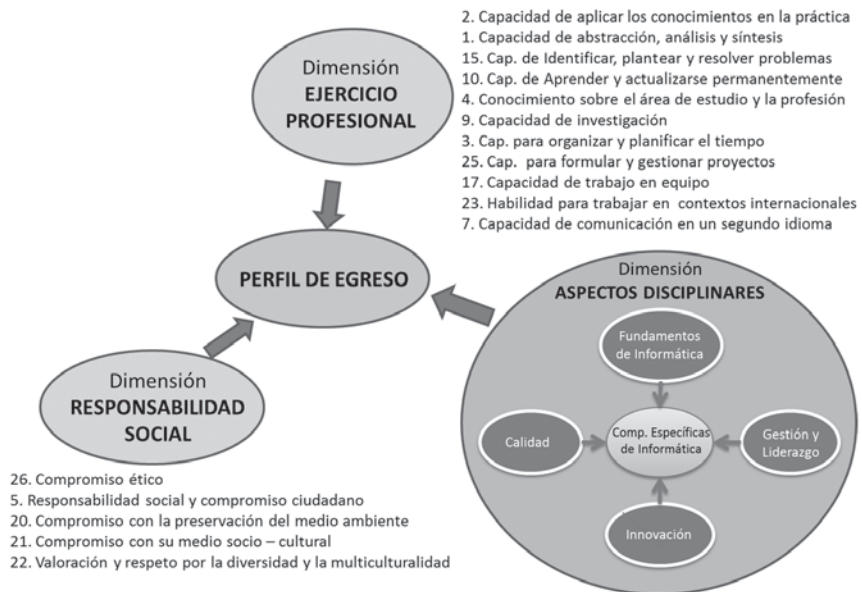 Dimensión
EJERCICIO
PROFESIONAL
2. Capacidad de aplicar los conocimientos en la práctica
1. Capacidad de abstracción, análisis y síntesis
15. Cap. de Identificar, plantear y resolver problemas
10. Cap. de Aprender y actualizarse permanentemente
4. Conocimiento sobre el área de estudio y la profesión
9. Capacidad de investigación
3. Cap. para organizar y planificar el tiempo
25. Cap. para formular y gestionar proyectos
17. Capacidad de trabajo en equipo
23. Habilidad para trabajar en contextos internacionales
7. Capacidad de comunicación en un segundo idioma
PERFIL DE EGRESO
Dimensión
ASPECTOS DISCIPLINARES
Fundamentos
de Informática
Calidad
Comp. Específicas
de Informática
Gestión y
Liderazgo
Innovación
Dimensión
RESPONSABILIDAD
SOCIAL
26. Compromiso ético
5. Responsabilidad social y compromiso ciudadano
20. Compromiso con la preservación del medio ambiente
21. Compromiso con su medio socio – cultural
22. Valoración y respeto por la diversidad y la multiculturalidad